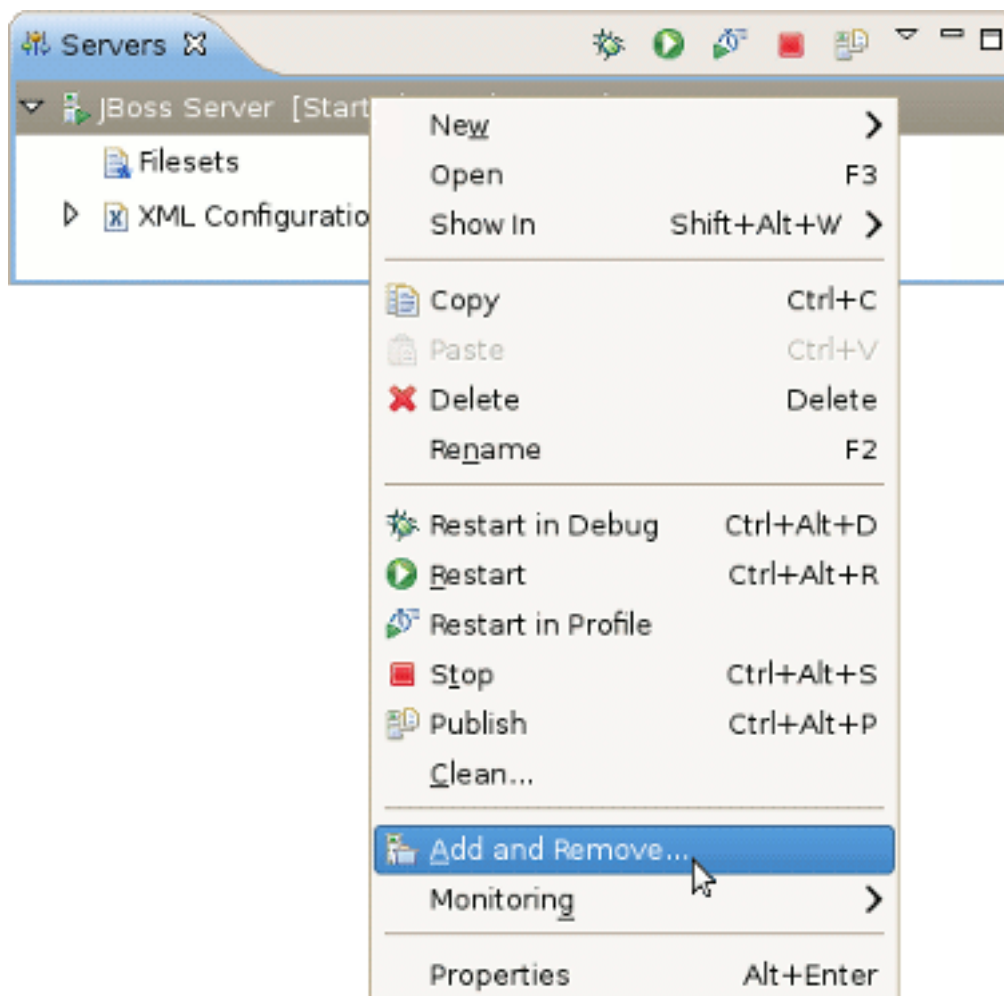 Servers
JBoss Server [Start
Filesets
XML Configuratio
New
Open F3
Show In Shift+Alt+W
Copy Ctrl+C
Paste Ctrl+V
Delete Delete
Rename F2
Restart in Debug Ctrl+Alt+D
Restart Ctrl+Alt+R
Restart in Profile
Stop Ctrl+Alt+S
Publish Ctrl+Alt+P
Clean...
Add and Remove...
Monitoring
Properties Alt+Enter